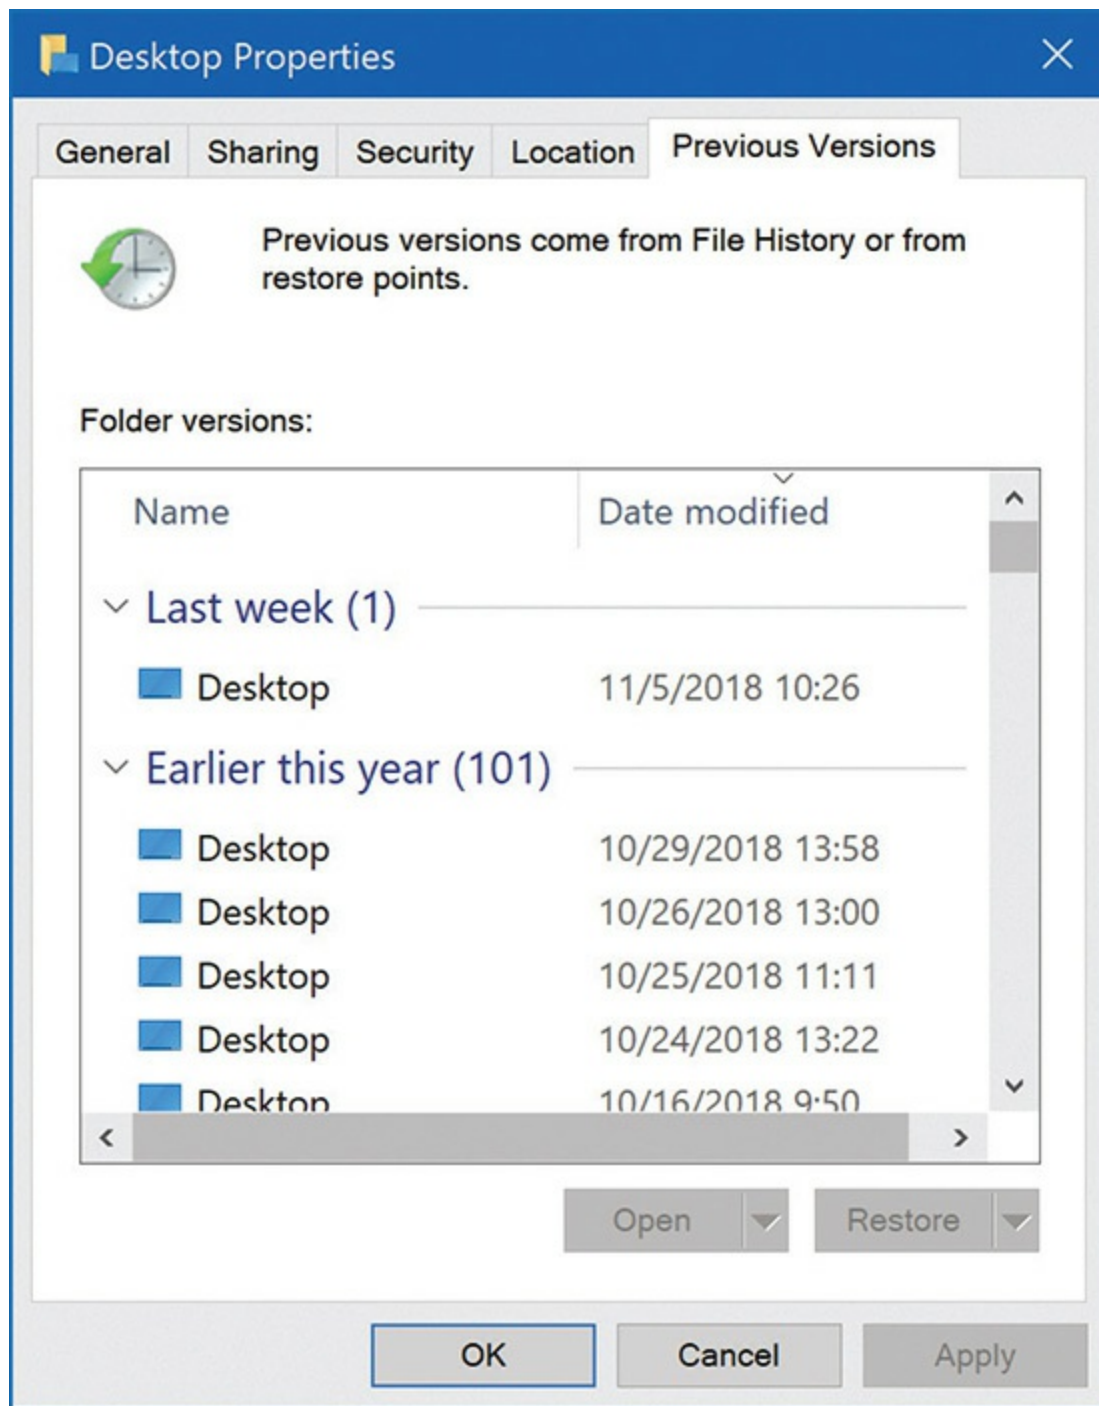 Desktop Properties
General Sharing Security Location Previous Versions
Previous versions come from File History or from
restore points.
Folder versions:
Name Date modified
Last week (1)
Desktop 11/5/2018 10:26
Earlier this year (101)
Desktop 10/29/2018 13:58
Desktop 10/26/2018 13:00
Desktop 10/25/2018 11:11
Desktop 10/24/2018 13:22
Desktop 10/16/2018 9:50
Open Restore
OK Cancel Apply